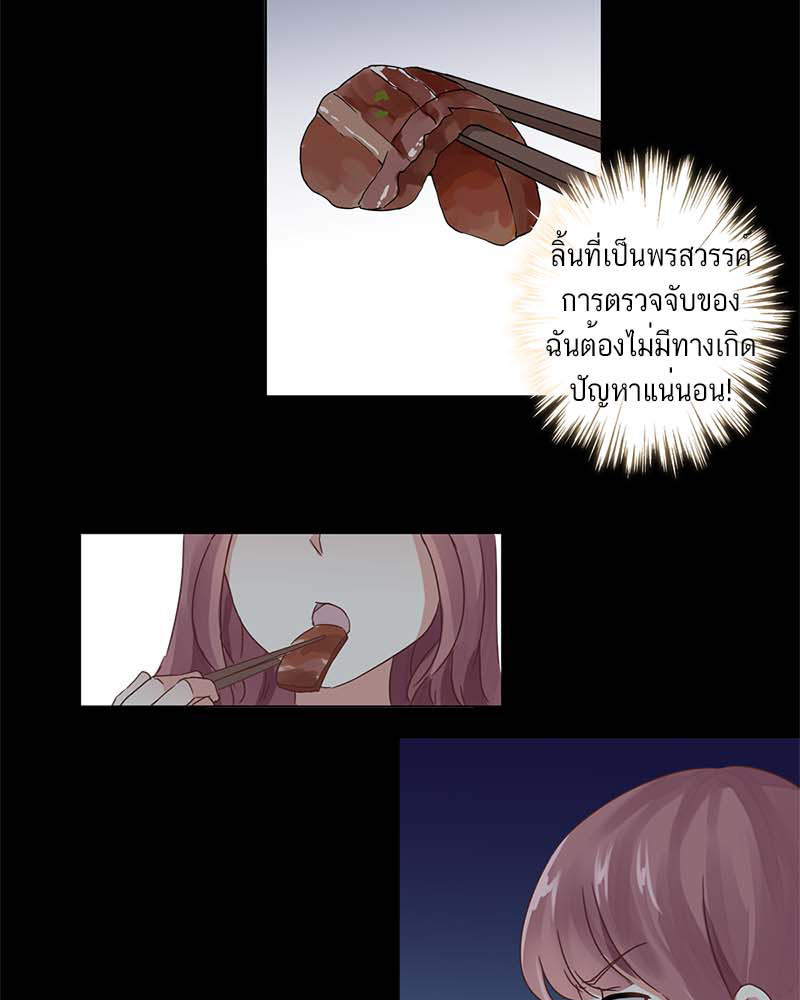 ลิ้นที่เป็นพรสวรรค์
การตรวจจับของ
ฉันต้องไม่มีทางเกิด
ปัญหาแน่นอน!